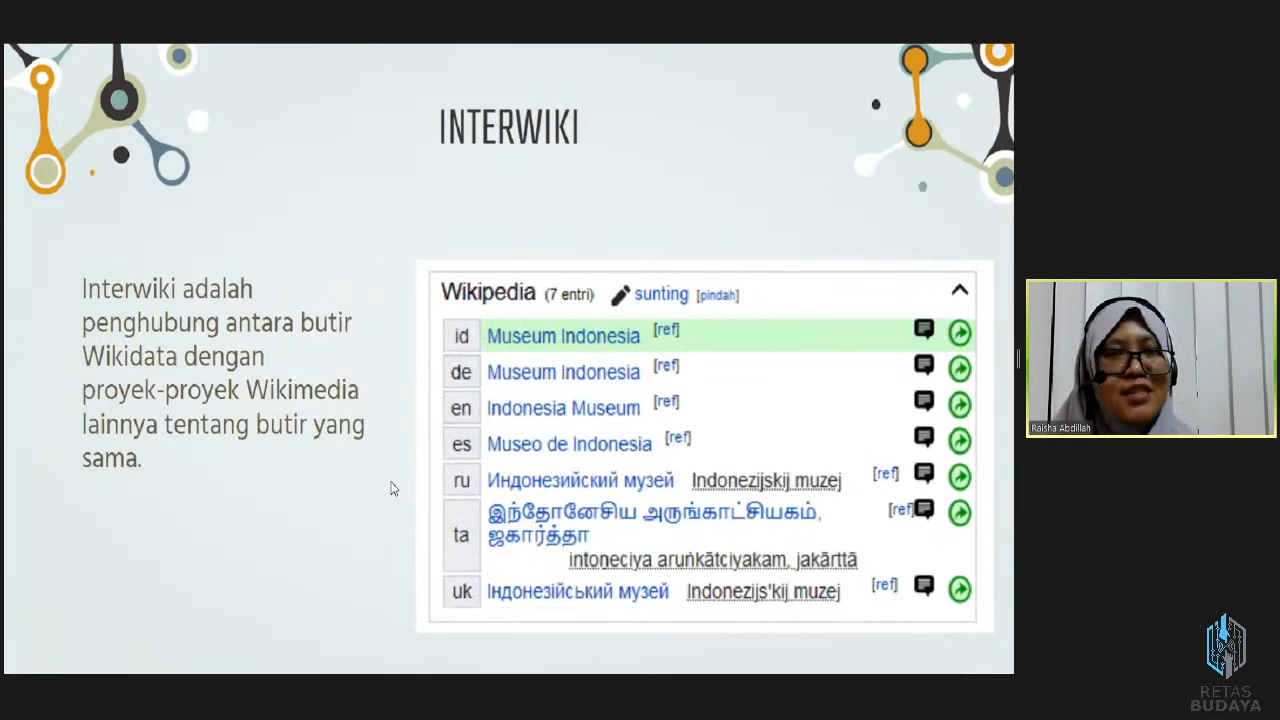 INTERWIKI
Interwiki adalah
penghubung antara butir
Wikidata dengan
proyek-proyek Wikimedia
lainnya tentang butir yang
sama.
Wikipedia (7 entri) sunting [pindah]
id Museum Indonesia [ref]
de Museum Indonesia [ref]
en Indonesia Museum [ref]
es Museo de Indonesia [ref]
ru Индонезийский музей Indonezijskij muzej [ref]
ta இந்தோனேசிய அருங்காட்சியகம், [ref]
ஜகார்த்தா
intoṉeciya aruṅkāṭciyakam, jakārttā
uk Індонезійський музей Indonezijs'kij muzej [ref]
Raisha Abdillah
RETAS
BUDAYA